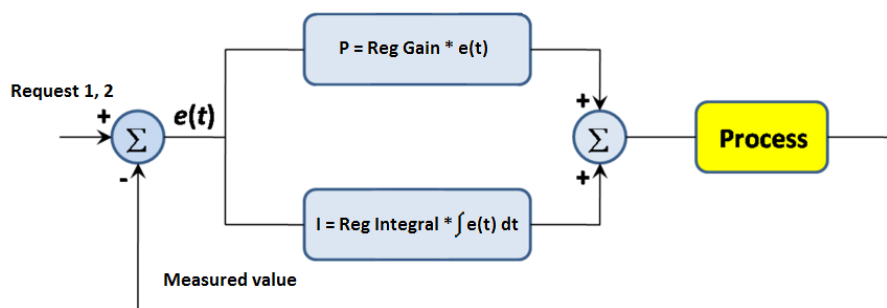 P = Reg Gain * e(t)
Request 1, 2
+
e(t)
Σ
-
+
Σ
+
Process
I = Reg Integral * ∫ e(t) dt
Measured value